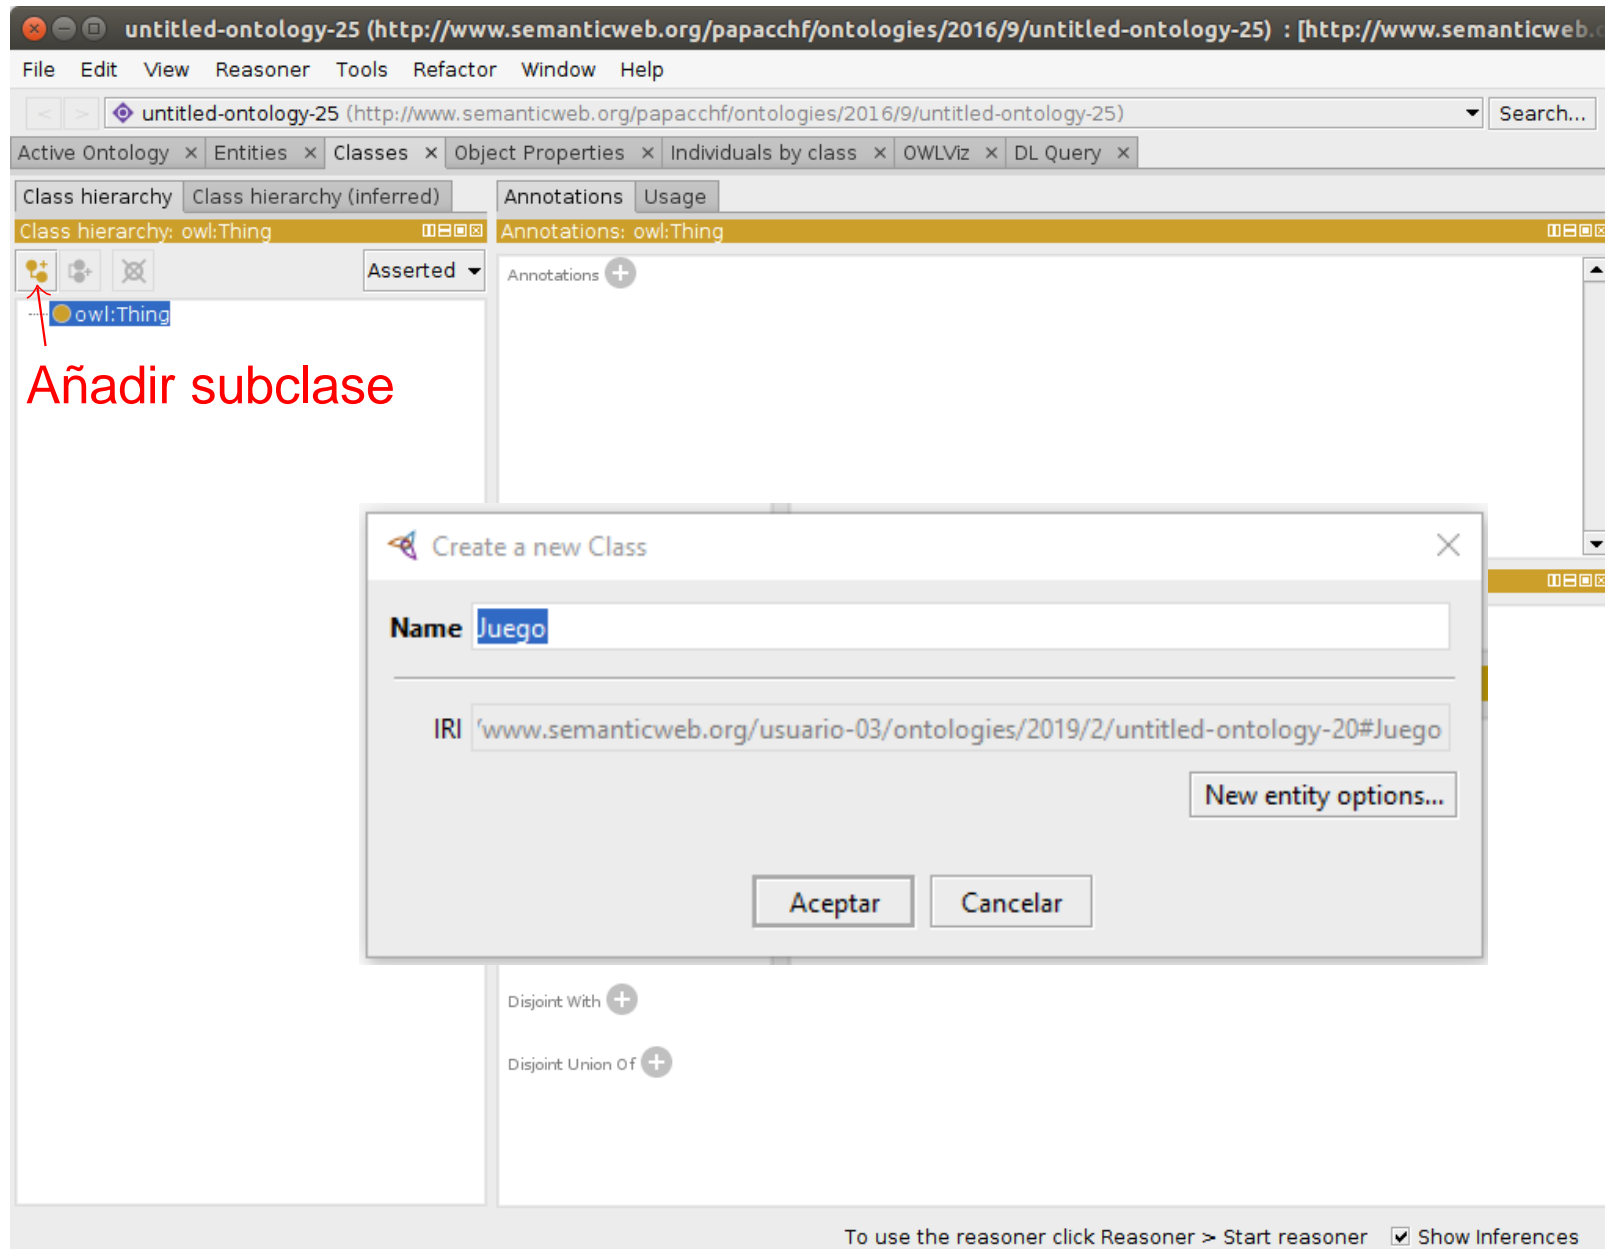 untitled-ontology-25 (http://www.semanticweb.org/papacchf/ontologies/2016/9/untitled-ontology-25) : [http://www.semanticweb.
File Edit View Reasoner Tools Refactor Window Help
< > untitled-ontology-25 (http://www.semanticweb.org/papacchf/ontologies/2016/9/untitled-ontology-25) Search...
Active Ontology × Entities × Classes × Object Properties × Individuals by class × OWLViz × DL Query ×
Class hierarchy Class hierarchy (inferred) Annotations Usage
Class hierarchy: owl:Thing Annotations: owl:Thing
Asserted Annotations
owl:Thing
Añadir subclase
Create a new Class
Name Juego
IRI /www.semanticweb.org/usuario-03/ontologies/2019/2/untitled-ontology-20#Juego
New entity options...
Aceptar Cancelar
Disjoint With
Disjoint Union Of
To use the reasoner click Reasoner > Start reasoner Show Inferences